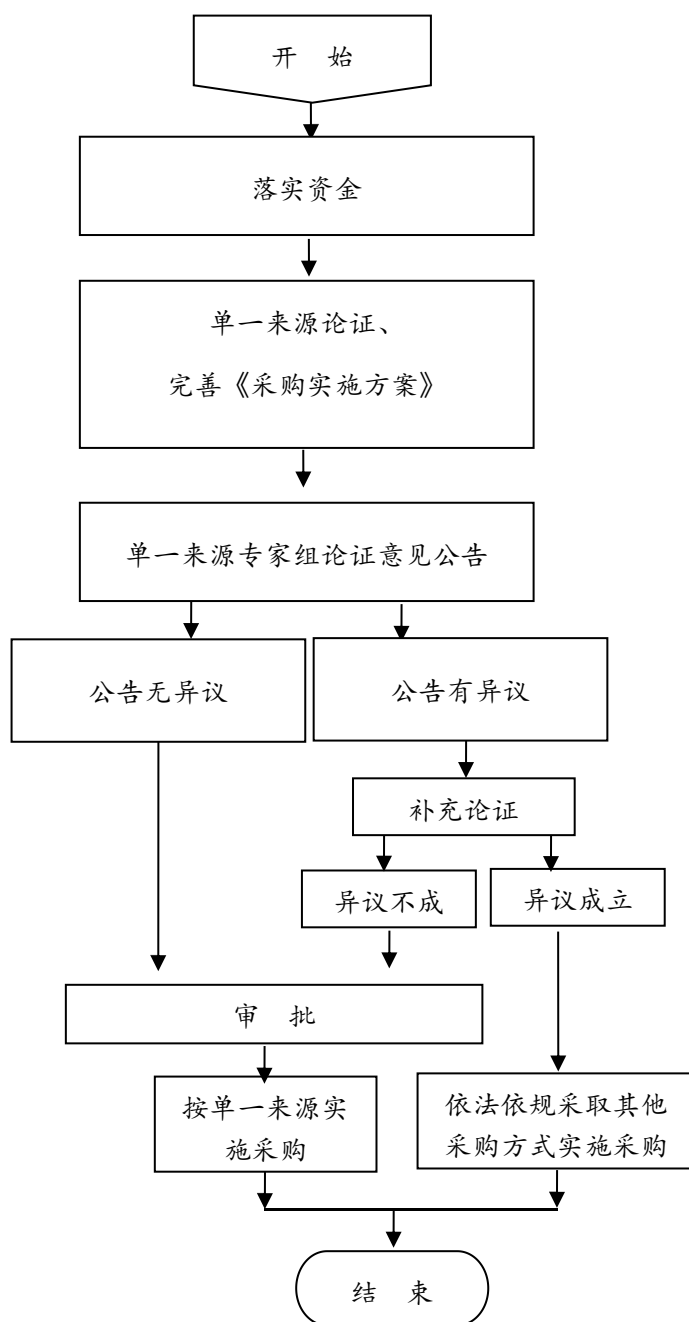 开 始
落实资金
单一来源论证、
完善《采购实施方案》
单一来源专家组论证意见公告
公告无异议
公告有异议
补充论证
异议不成
异议成立
审 批
按单一来源实
施采购
依法依规采取其他
采购方式实施采购
结 束